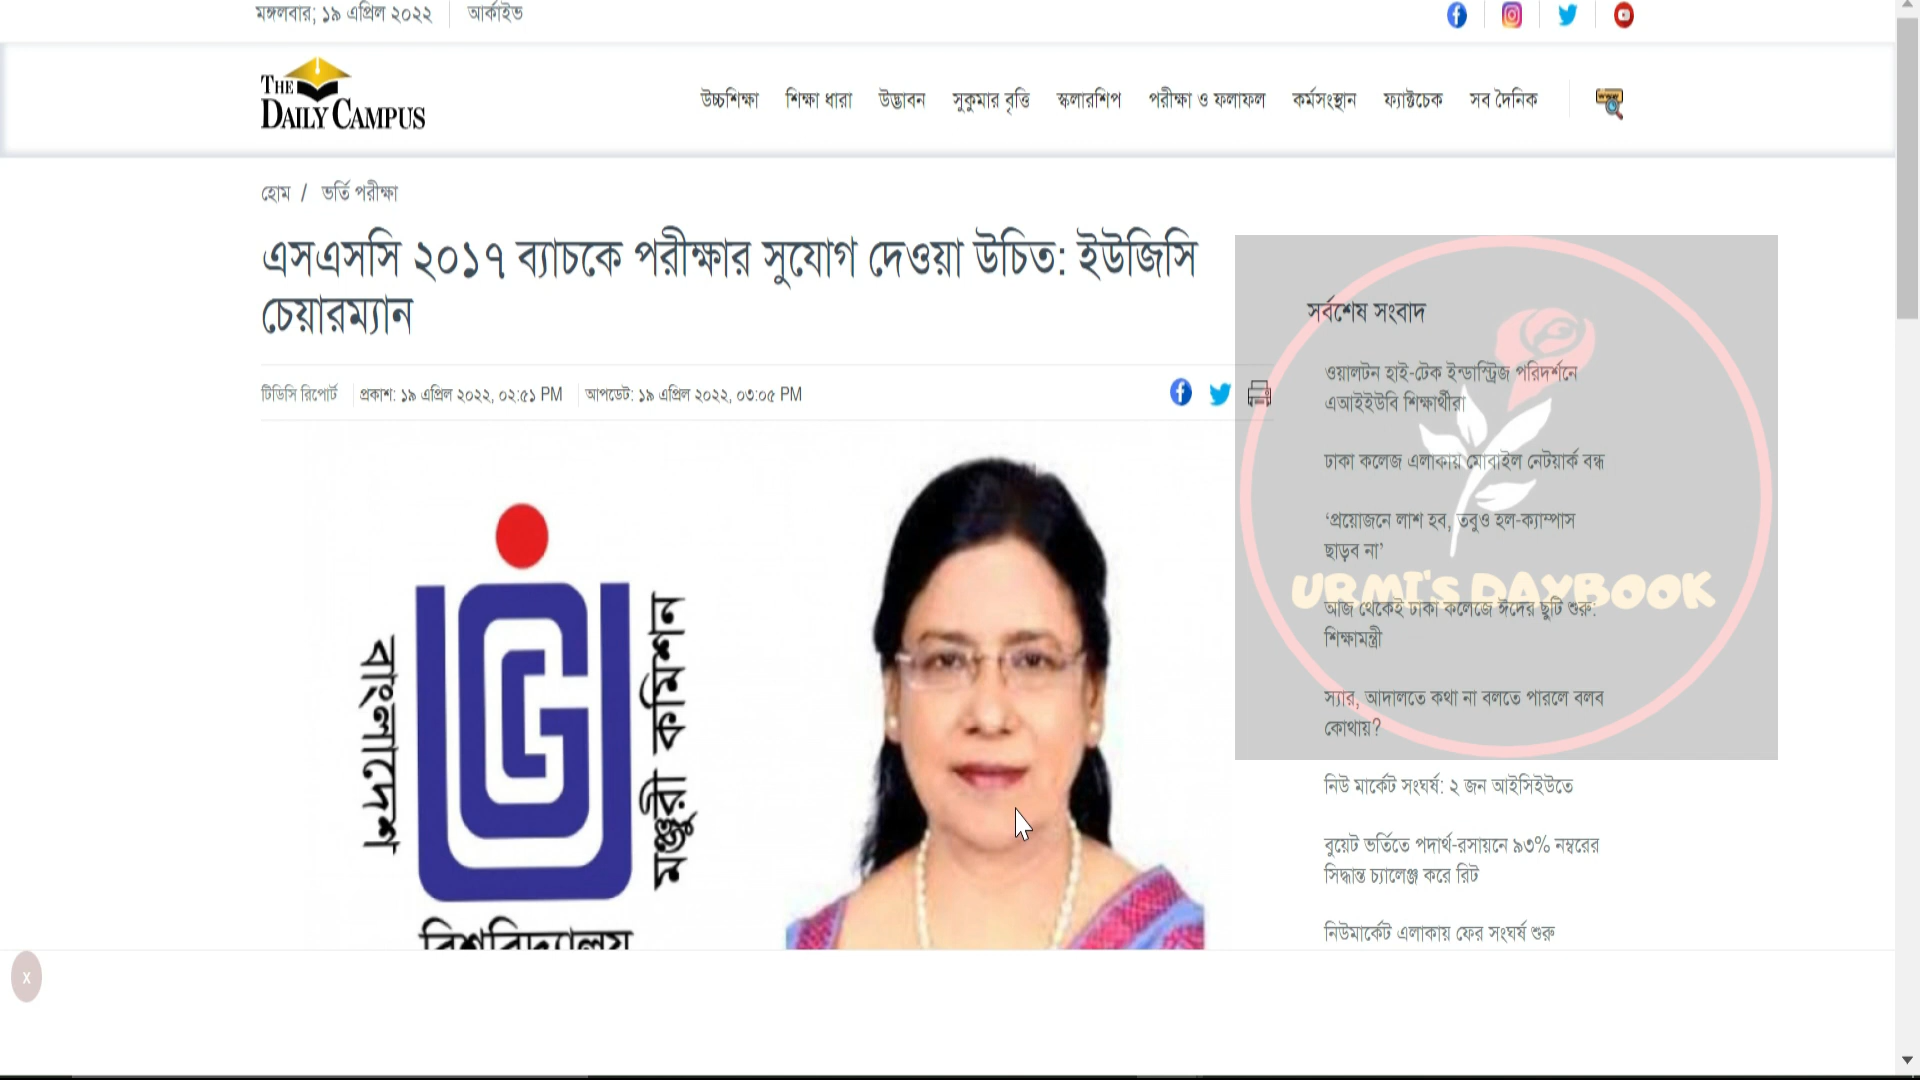 মঙ্গলবার; ১৯ এপ্রিল ২০২২
আর্কাইভ
THE
DAILY CAMPUS
উচ্চশিক্ষা শিক্ষা ধারা উদ্ভাবন সুকুমার বৃত্তি স্কলারশিপ পরীক্ষা ও ফলাফল কর্মসংস্থান ফ্যাক্টচেক সব দৈনিক
হোম / ভর্তি পরীক্ষা
এসএসসি ২০১৭ ব্যাচকে পরীক্ষার সুযোগ দেওয়া উচিত: ইউজিসি
চেয়ারম্যান
টিডিসি রিপোর্ট প্রকাশ: ১৯ এপ্রিল ২০২২, ০২:৫১ PM আপডেট: ১৯ এপ্রিল ২০২২, ০৩:০৫ PM
বাংলাদেশ
মঞ্জুরী কমিশন
বিশ্ববিদ্যালয়
সর্বশেষ সংবাদ
ওয়ালটন হাই-টেক ইন্ডাস্ট্রিজ পরিদর্শনে
এআইইউবি শিক্ষার্থীরা
ঢাকা কলেজ এলাকায় মোবাইল নেটয়ার্ক বন্ধ
‘প্রয়োজনে লাশ হব, তবুও হল-ক্যাম্পাস
ছাড়ব না’
URMI'S DAYBOOK
আজ থেকেই ঢাকা কলেজে ঈদের ছুটি শুরু:
শিক্ষামন্ত্রী
স্যার, আদালতে কথা না বলতে পারলে বলব
কোথায়?
নিউ মার্কেট সংঘর্ষ: ২ জন আইসিইউতে
বুয়েট ভর্তিতে পদার্থ-রসায়নে ৯৩% নম্বরের
সিদ্ধান্ত চ্যালেঞ্জ করে রিট
নিউমার্কেট এলাকায় ফের সংঘর্ষ শুরু
x